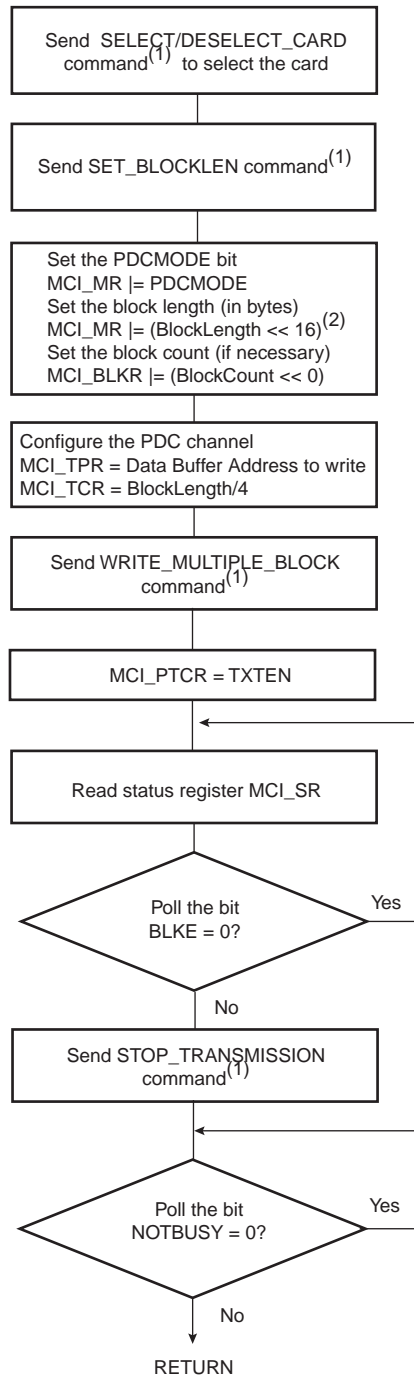 Send SELECT/DESELECT_CARD
command(1) to select the card
Send SET_BLOCKLEN command(1)
Set the PDCMODE bit
MCI_MR |= PDCMODE
Set the block length (in bytes)
MCI_MR |= (BlockLength << 16)(2)
Set the block count (if necessary)
MCI_BLKR |= (BlockCount << 0)
Configure the PDC channel
MCI_TPR = Data Buffer Address to write
MCI_TCR = BlockLength/4
Send WRITE_MULTIPLE_BLOCK
command(1)
MCI_PTCR = TXTEN
Read status register MCI_SR
Poll the bit
BLKE = 0?
Yes
No
Send STOP_TRANSMISSION
command(1)
Poll the bit
NOTBUSY = 0?
Yes
No
RETURN